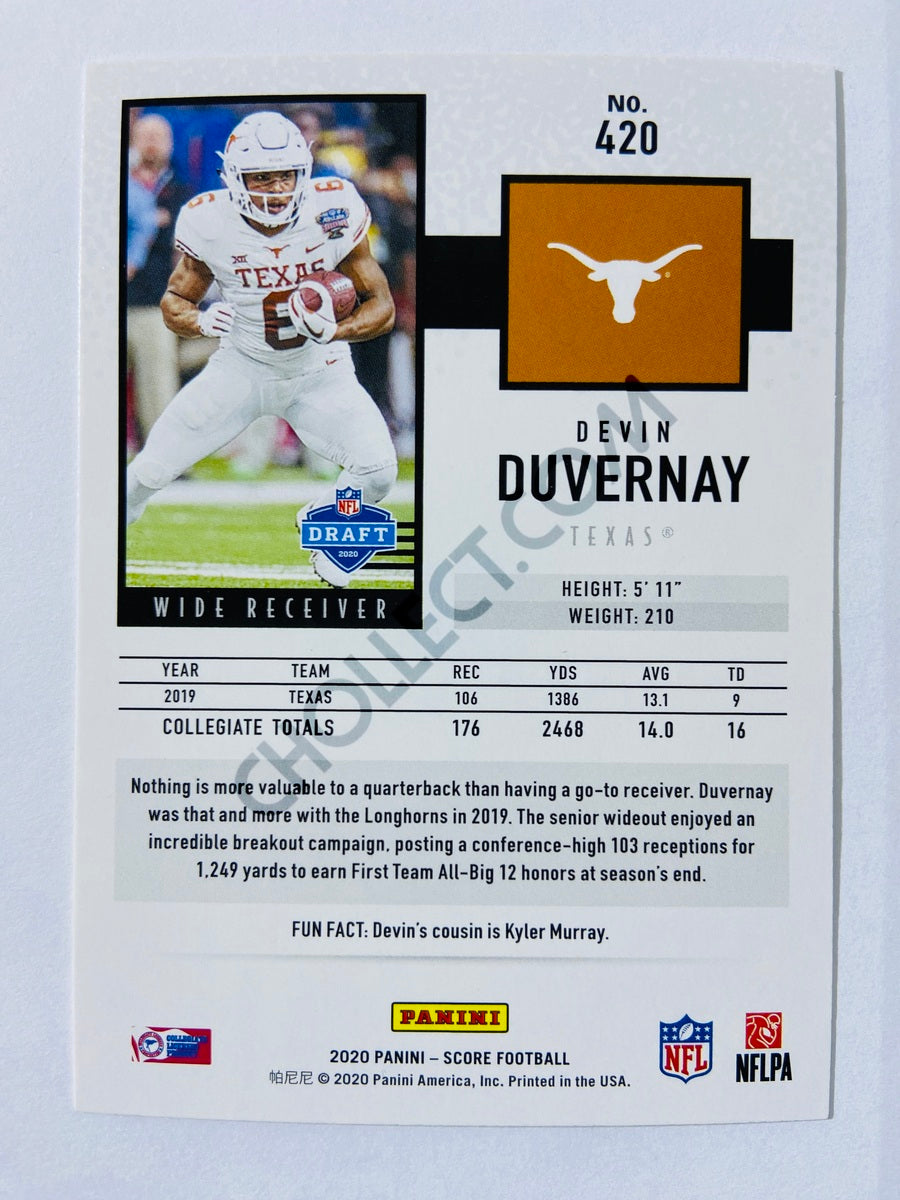 No.
420
6
6
XII
TEXAS
6
NFL
DRAFT
2020
WIDE RECEIVER
DEVIN
DUVERNAY
TEXAS®
HEIGHT: 5' 11"
WEIGHT: 210
YEAR TEAM REC YDS AVG TD
2019 TEXAS 106 1386 13.1 9
COLLEGIATE TOTALS 176 2468 14.0 16
Nothing is more valuable to a quarterback than having a go-to receiver. Duvernay
was that and more with the Longhorns in 2019. The senior wideout enjoyed an
incredible breakout campaign, posting a conference-high 103 receptions for
1,249 yards to earn First Team All-Big 12 honors at season's end.
FUN FACT: Devin's cousin is Kyler Murray.
CHOLLECT.COM
PANINI
2020 PANINI – SCORE FOOTBALL
帕尼尼 © 2020 Panini America, Inc. Printed in the USA.
NFL
NFLPA